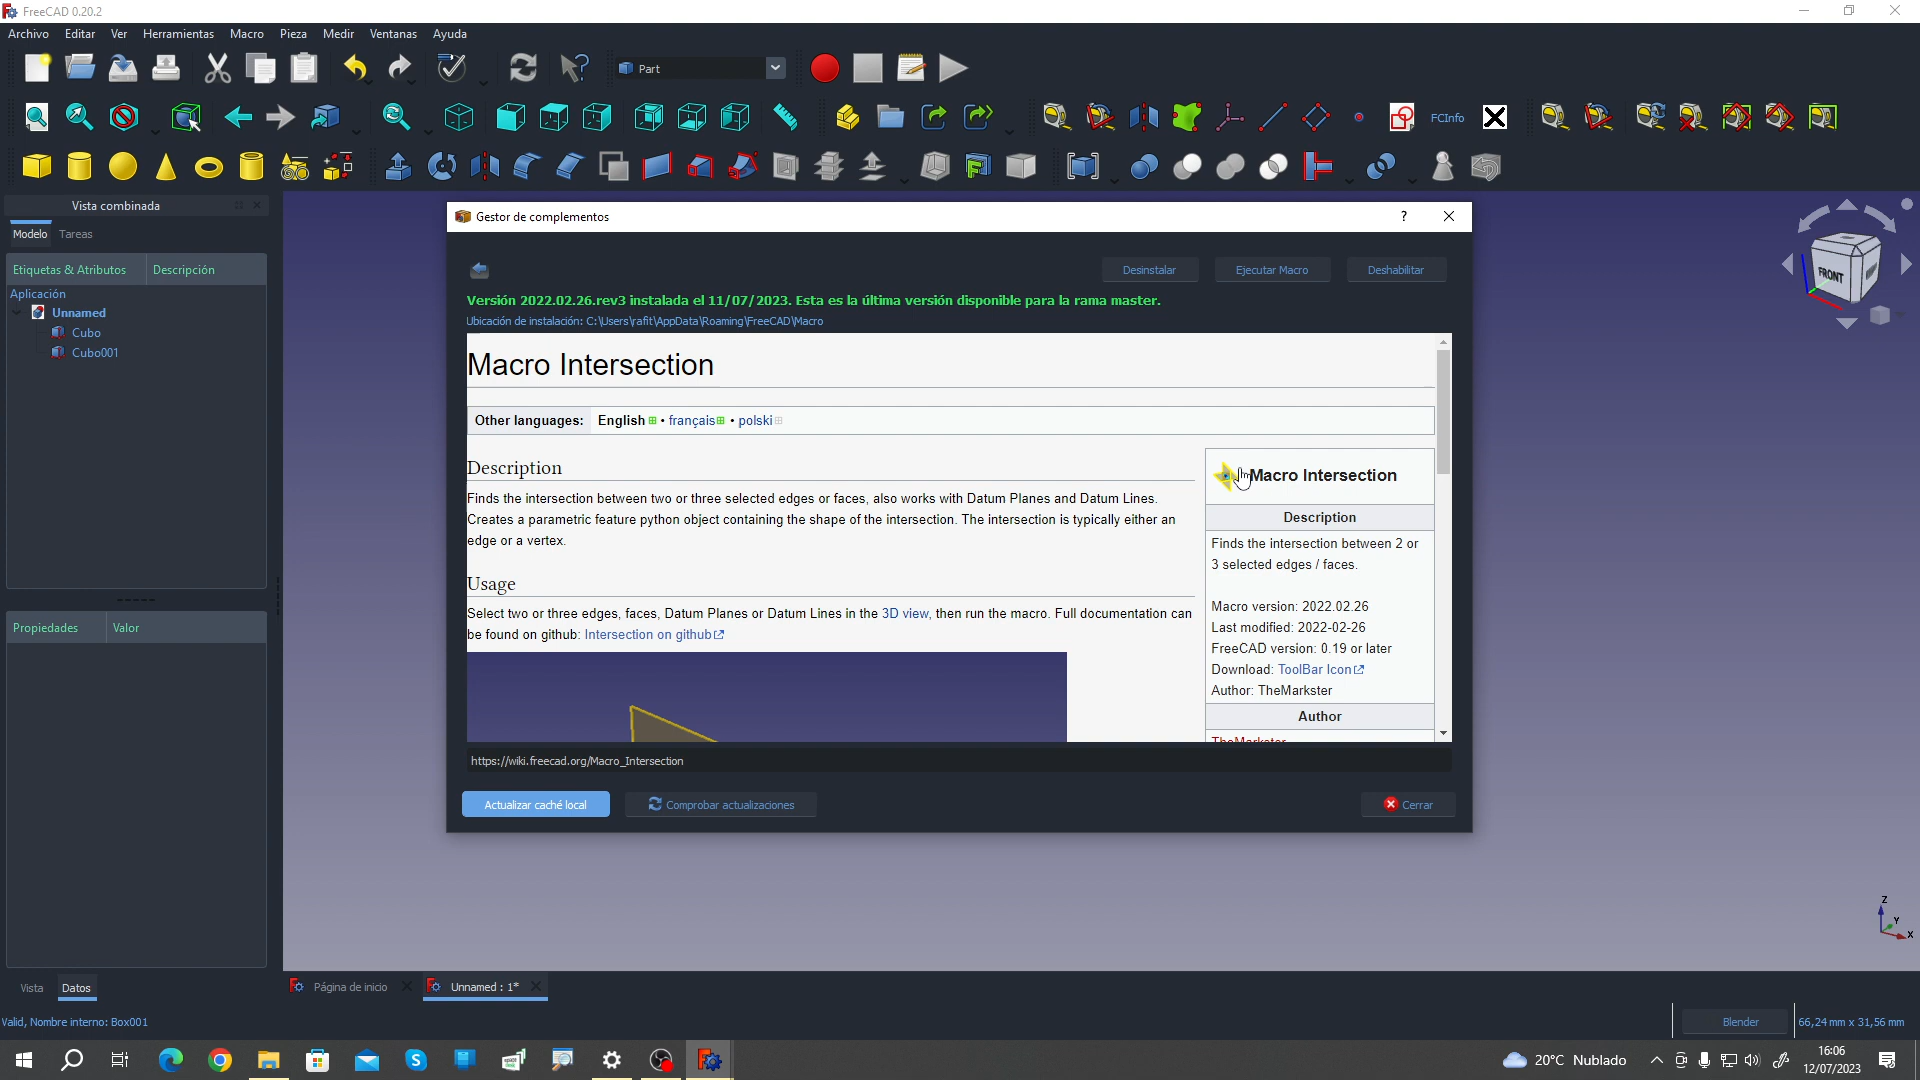 FreeCAD 0.20.2
Archivo Editar Ver Herramientas Macro Pieza Medir Ventanas Ayuda
Part
FCInfo
Vista combinada
Modelo Tareas
Etiquetas & Atributos Descripción
Aplicación
Unnamed
Cubo
Cubo001
Propiedades Valor
Vista Datos
Gestor de complementos
?
Desinstalar Ejecutar Macro Deshabilitar
Versión 2022.02.26.rev3 instalada el 11/07/2023. Esta es la última versión disponible para la rama master.
Ubicación de instalación: C:\Users\rafit\AppData\Roaming\FreeCAD\Macro
Macro Intersection
Other languages: English • français • polski
Description
Finds the intersection between two or three selected edges or faces, also works with Datum Planes and Datum Lines.
Creates a parametric feature python object containing the shape of the intersection. The intersection is typically either an
edge or a vertex.
Usage
Select two or three edges, faces, Datum Planes or Datum Lines in the 3D view, then run the macro. Full documentation can
be found on github: Intersection on github
Macro Intersection
Description
Finds the intersection between 2 or
3 selected edges / faces.
Macro version: 2022.02.26
Last modified: 2022-02-26
FreeCAD version: 0.19 or later
Download: ToolBar Icon
Author: TheMarkster
Author
TheMarkster
https://wiki.freecad.org/Macro_Intersection
Actualizar caché local Comprobar actualizaciones Cerrar
FRONT
Z
Y
X
Página de inicio Unnamed : 1*
Valid, Nombre interno: Box001
Blender 66,24 mm x 31,56 mm
20°C Nublado
16:06
12/07/2023